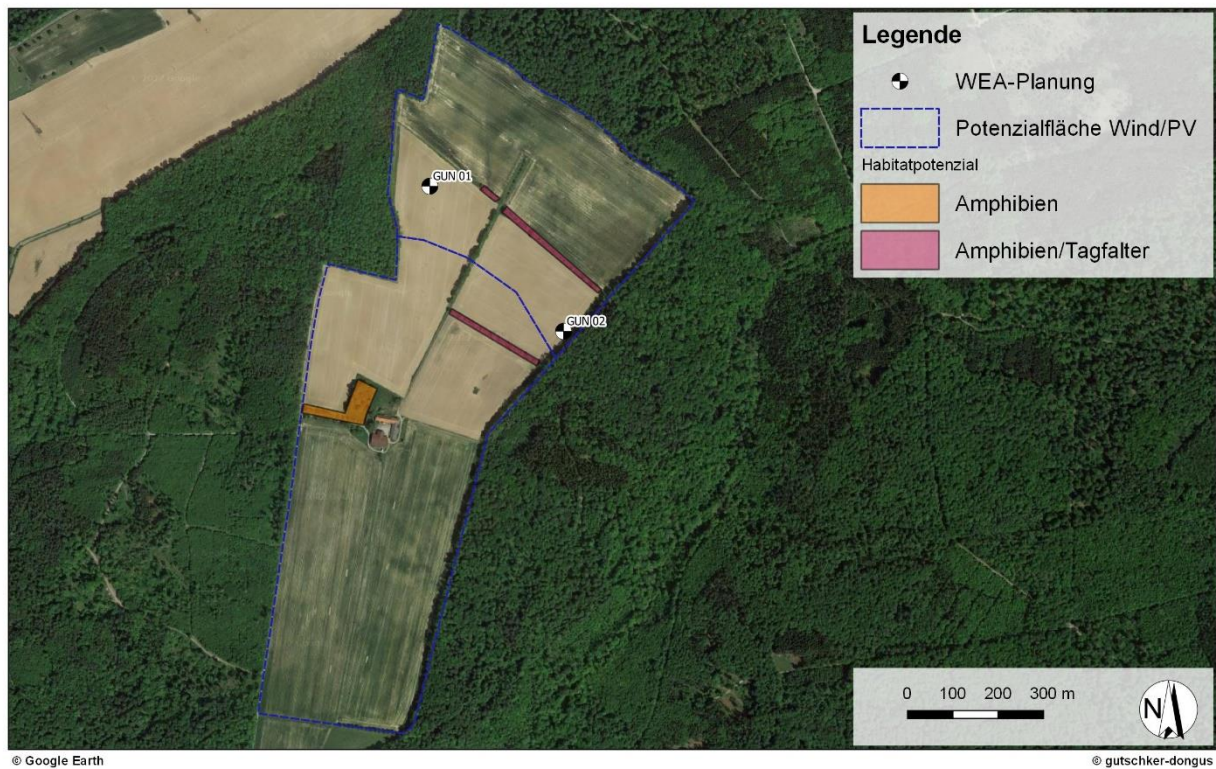 GUN 01
GUN 02
Legende
WEA-Planung
Potenzialfläche Wind/PV
Habitatpotenzial
Amphibien
Amphibien/Tagfalter
0 100 200 300 m
N
© Google Earth
© gutschker-dongus